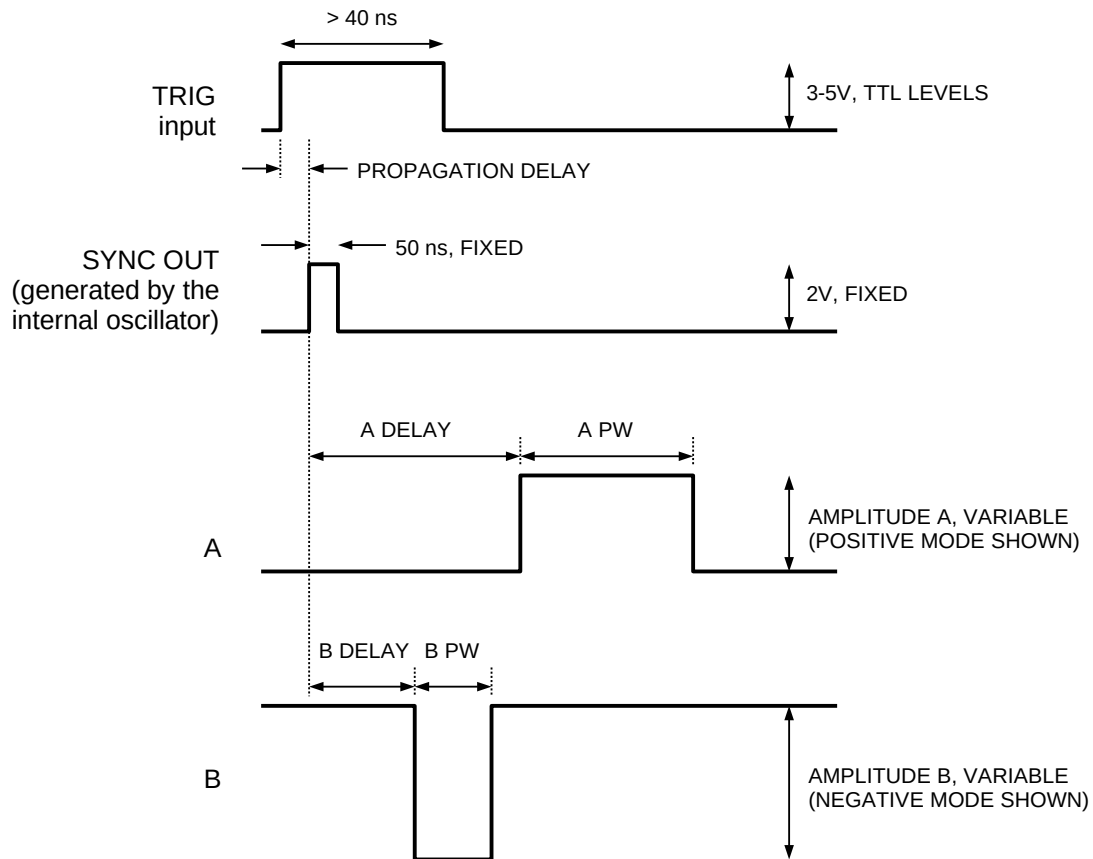 > 40 ns
TRIG
input
3-5V, TTL LEVELS
PROPAGATION DELAY
50 ns, FIXED
SYNC OUT
(generated by the
internal oscillator)
2V, FIXED
A DELAY
A PW
A
AMPLITUDE A, VARIABLE
(POSITIVE MODE SHOWN)
B DELAY
B PW
B
AMPLITUDE B, VARIABLE
(NEGATIVE MODE SHOWN)